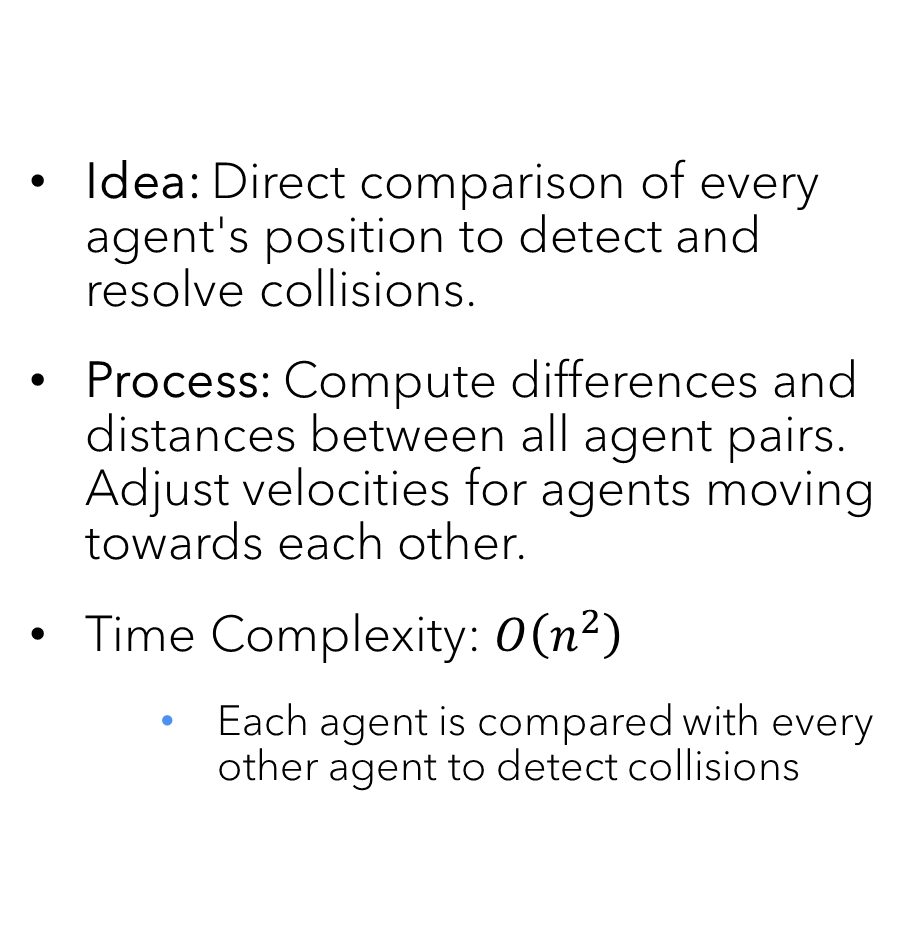 • Idea: Direct comparison of every
agent's position to detect and
resolve collisions.
• Process: Compute differences and
distances between all agent pairs.
Adjust velocities for agents moving
towards each other.
• Time Complexity: O(n²)
• Each agent is compared with every
other agent to detect collisions